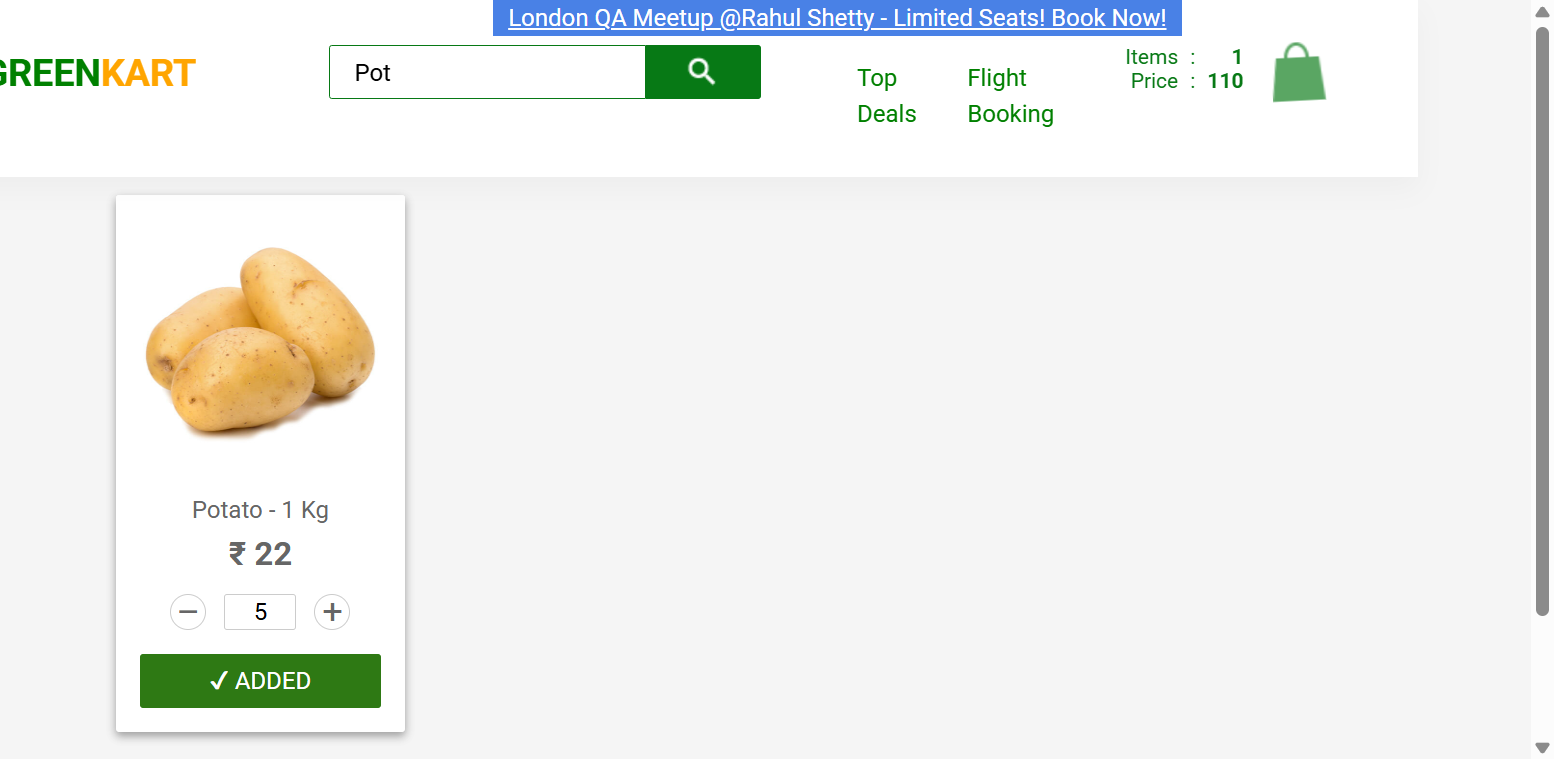 London QA Meetup @Rahul Shetty - Limited Seats! Book Now!
GREENKART
Pot
Top
Deals
Flight
Booking
Items : 1
Price : 110
Potato - 1 Kg
₹ 22
− 5 +
✓ ADDED